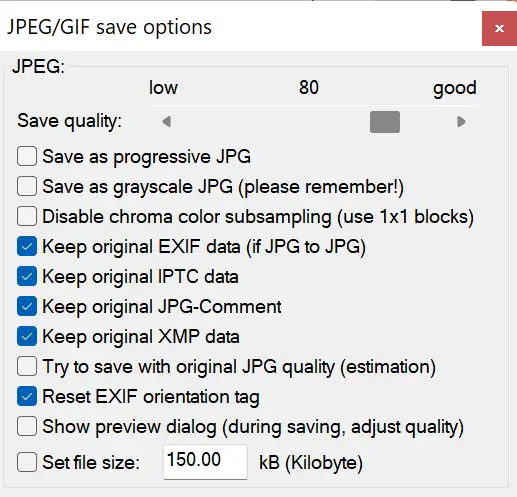 JPEG/GIF save options
JPEG:
low 80 good
Save quality:
Save as progressive JPG
Save as grayscale JPG (please remember!)
Disable chroma color subsampling (use 1x1 blocks)
Keep original EXIF data (if JPG to JPG)
Keep original IPTC data
Keep original JPG-Comment
Keep original XMP data
Try to save with original JPG quality (estimation)
Reset EXIF orientation tag
Show preview dialog (during saving, adjust quality)
Set file size: 150.00 kB (Kilobyte)